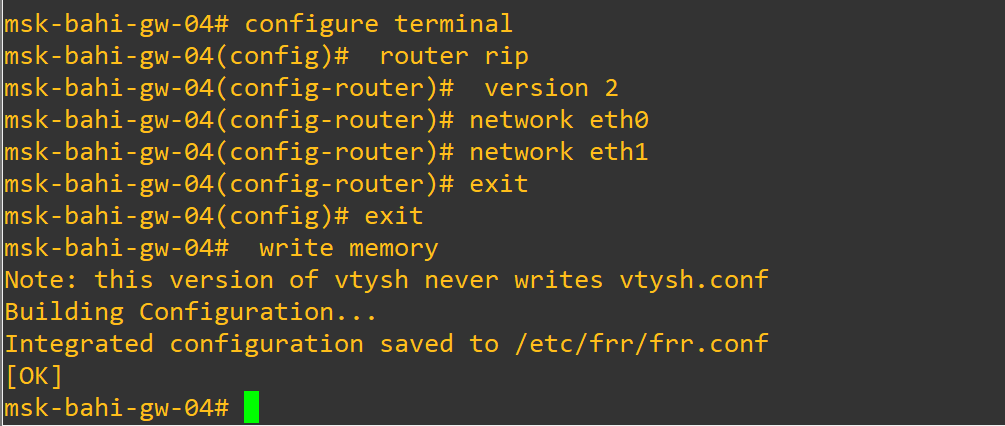 msk-bahi-gw-04# configure terminal
msk-bahi-gw-04(config)#  router rip
msk-bahi-gw-04(config-router)#  version 2
msk-bahi-gw-04(config-router)# network eth0
msk-bahi-gw-04(config-router)# network eth1
msk-bahi-gw-04(config-router)# exit
msk-bahi-gw-04(config)# exit
msk-bahi-gw-04#  write memory
Note: this version of vtysh never writes vtysh.conf
Building Configuration...
Integrated configuration saved to /etc/frr/frr.conf
[OK]
msk-bahi-gw-04#